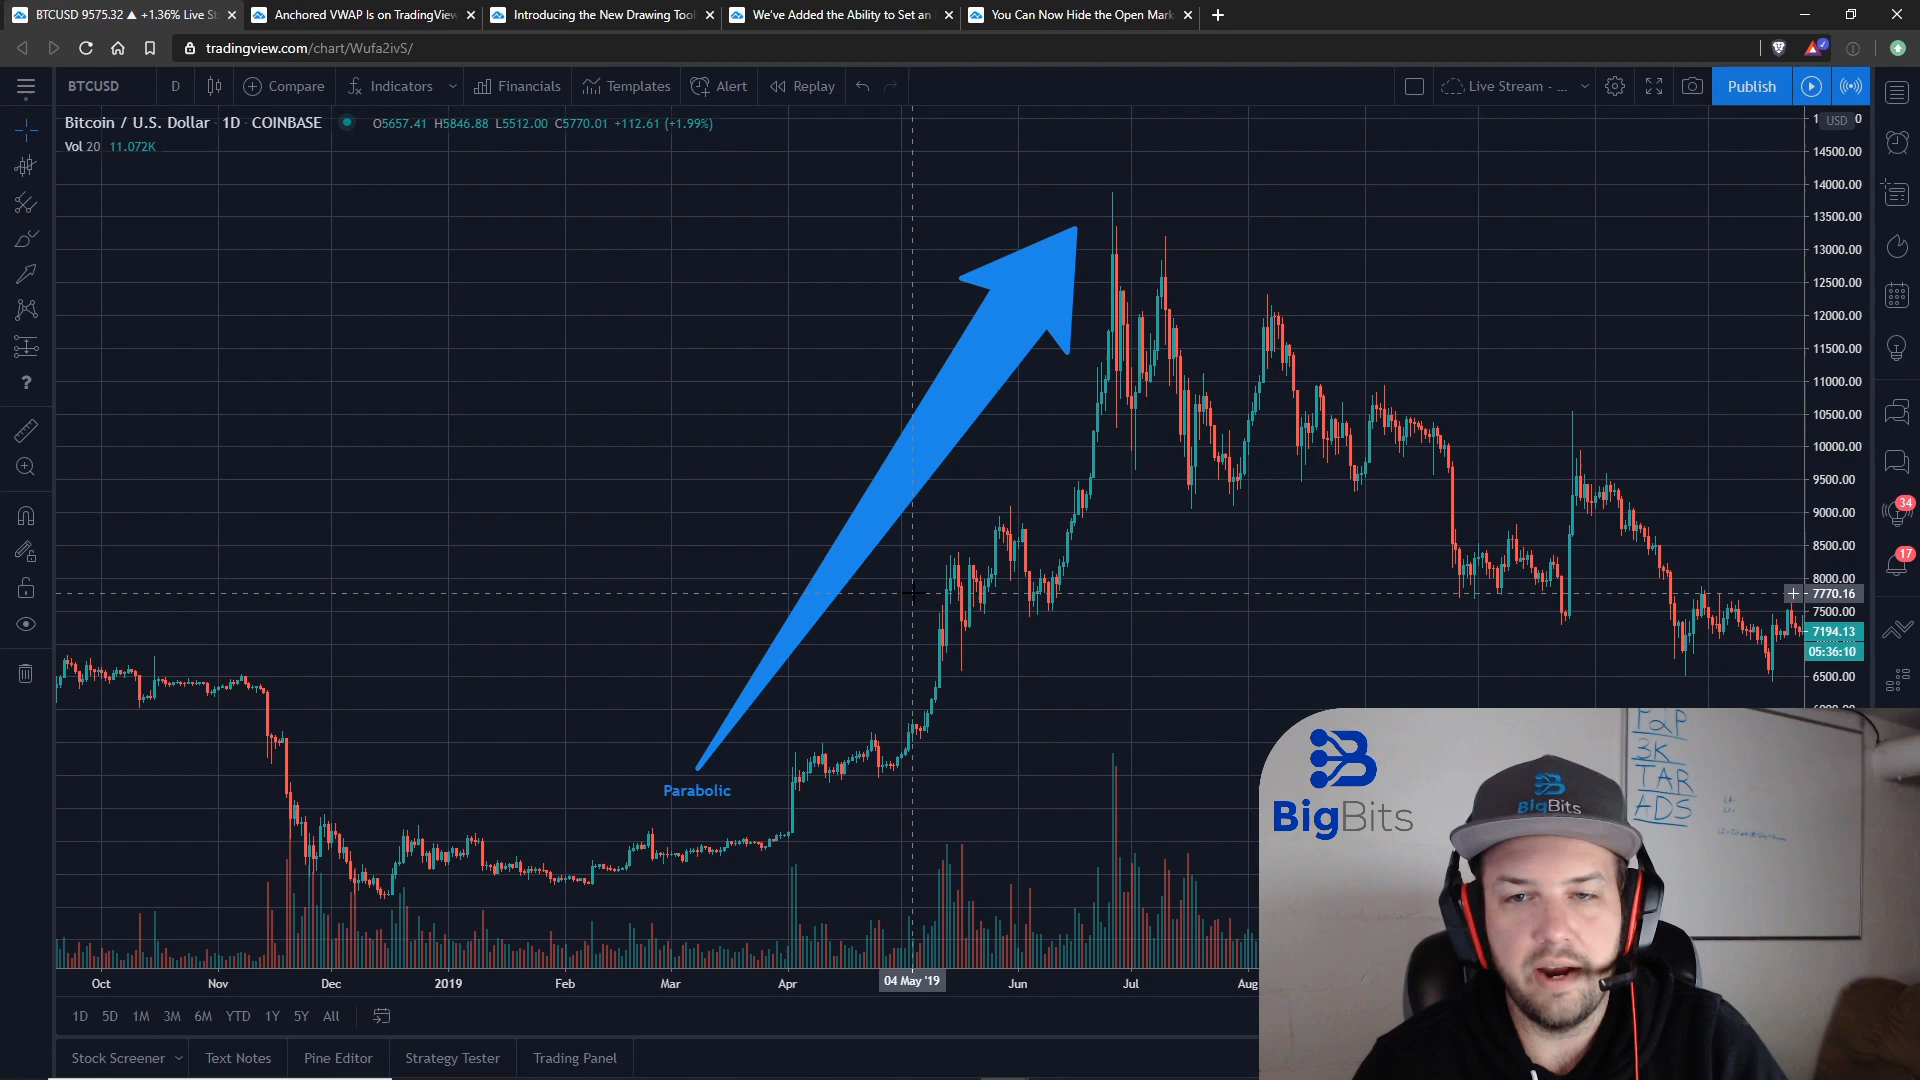 BTCUSD 9575.32 ▲ +1.36% Live St
Anchored VWAP Is on TradingView
Introducing the New Drawing Tool
We've Added the Ability to Set an
You Can Now Hide the Open Mark
tradingview.com/chart/Wufa2ivS/
BTCUSD D Compare Indicators Financials Templates Alert Replay Live Stream - ... Publish
Bitcoin / U.S. Dollar 1D COINBASE O5657.41 H5846.88 L5512.00 C5770.01 +112.61 (+1.99%)
Vol 20 11.072K
USD
14500.00
14000.00
13500.00
13000.00
12500.00
12000.00
11500.00
11000.00
10500.00
10000.00
9500.00
9000.00
8500.00
8000.00
7770.16
7500.00
7194.13
05:36:10
6500.00
34
17
Parabolic
Oct Nov Dec 2019 Feb Mar Apr 04 May '19 Jun Jul Aug
1D 5D 1M 3M 6M YTD 1Y 5Y All
Stock Screener Text Notes Pine Editor Strategy Tester Trading Panel
BigBits
BigBits
P2P
3K
TAR
ADS